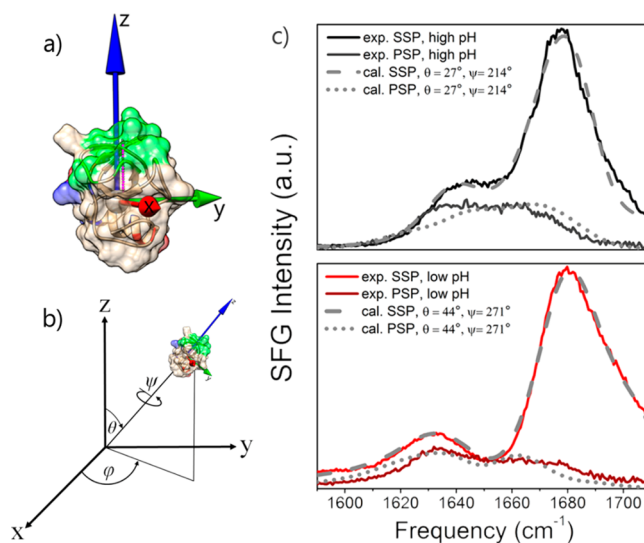 a)
z
y
x
b)
z
ψ
θ
φ
y
x
c)
SFG Intensity (a.u.)
exp. SSP, high pH
exp. PSP, high pH
cal. SSP, θ = 27°, ψ= 214°
cal. PSP, θ = 27°, ψ= 214°
exp. SSP, low pH
exp. PSP, low pH
cal. SSP, θ = 44°, ψ= 271°
cal. PSP, θ = 44°, ψ= 271°
1600 1620 1640 1660 1680 1700
Frequency (cm⁻¹)